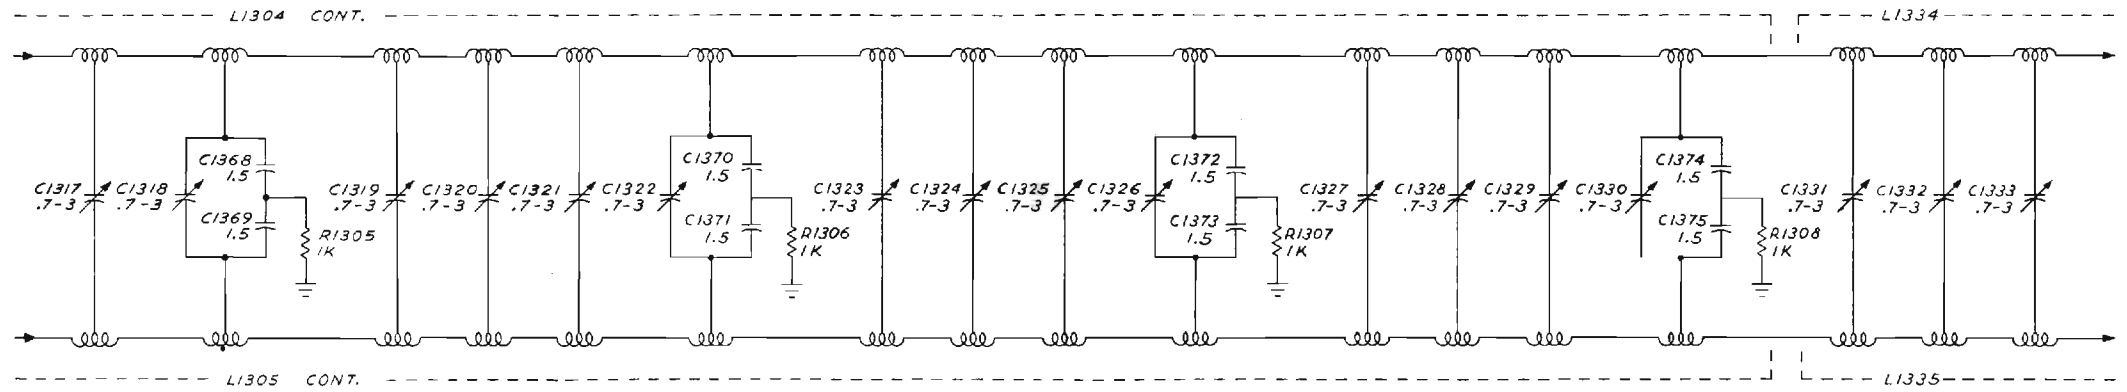 L1304 CONT.
L1334
C1317
.7-3
C1318
.7-3
C1368
1.5
C1369
1.5
R1305
1K
C1319
.7-3
C1320
.7-3
C1321
.7-3
C1322
.7-3
C1370
1.5
C1371
1.5
R1306
1K
C1323
.7-3
C1324
.7-3
C1325
.7-3
C1326
.7-3
C1372
1.5
C1373
1.5
R1307
1K
C1327
.7-3
C1328
.7-3
C1329
.7-3
C1330
.7-3
C1374
1.5
C1375
1.5
R1308
1K
C1331
.7-3
C1332
.7-3
C1333
.7-3
L1305 CONT.
L1335